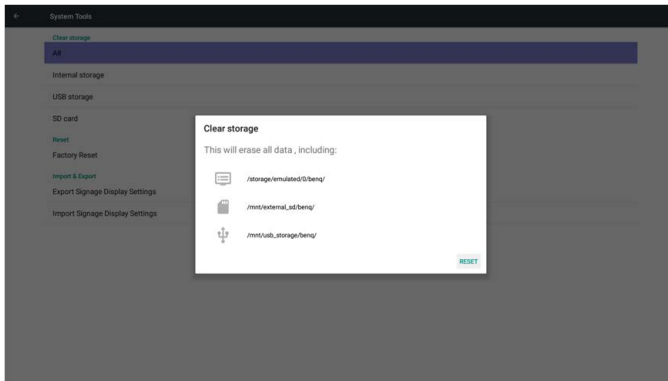 System Tools
Clear storage
All
Internal storage
USB storage
SD card
Reset
Factory Reset
Import & Export
Export Signage Display Settings
Import Signage Display Settings
Clear storage
This will erase all data , including:
/storage/emulated/0/benq/
/mnt/external_sd/benq/
/mnt/usb_storage/benq/
RESET